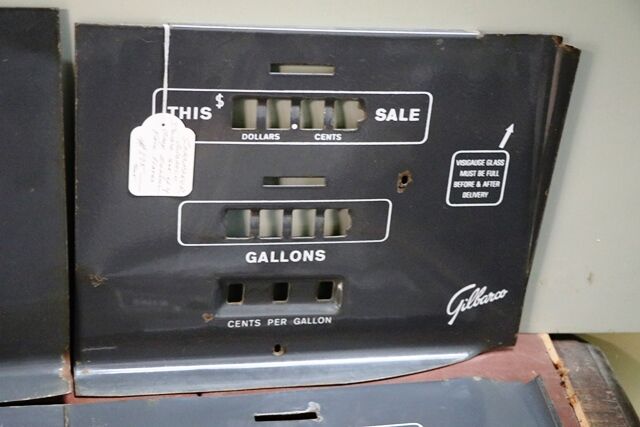 THIS $ SALE
DOLLARS CENTS
VISIGAUGE GLASS
MUST BE FULL
BEFORE & AFTER
DELIVERY
GALLONS
Gilbarco
CENTS PER GALLON